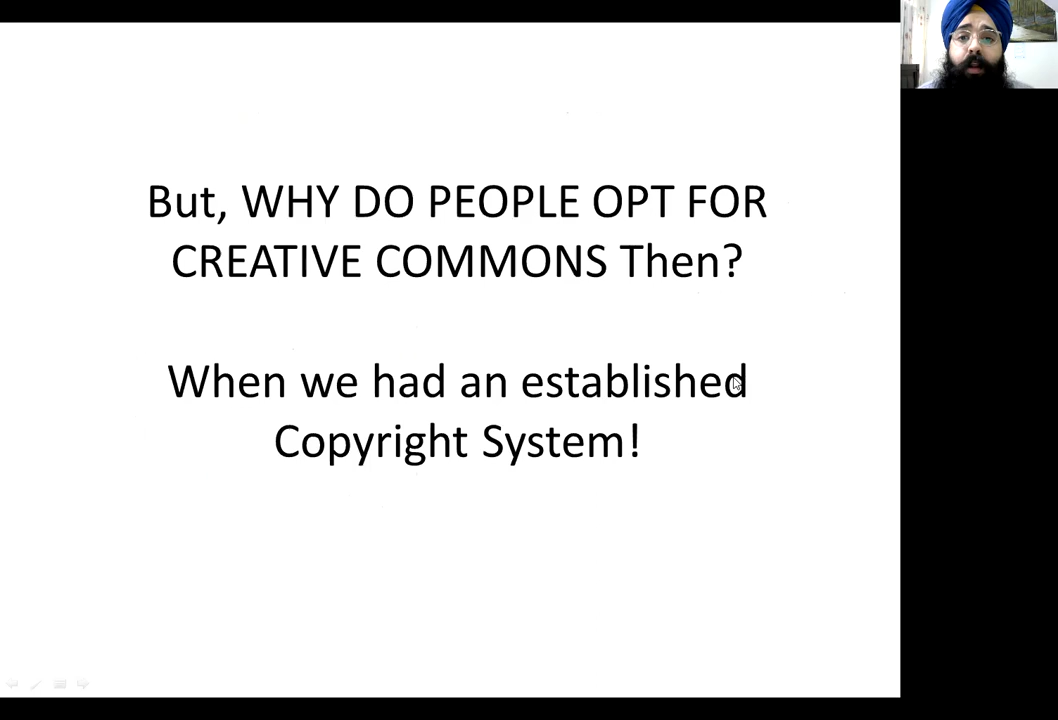 But, WHY DO PEOPLE OPT FOR
CREATIVE COMMONS Then?
When we had an established
Copyright System!